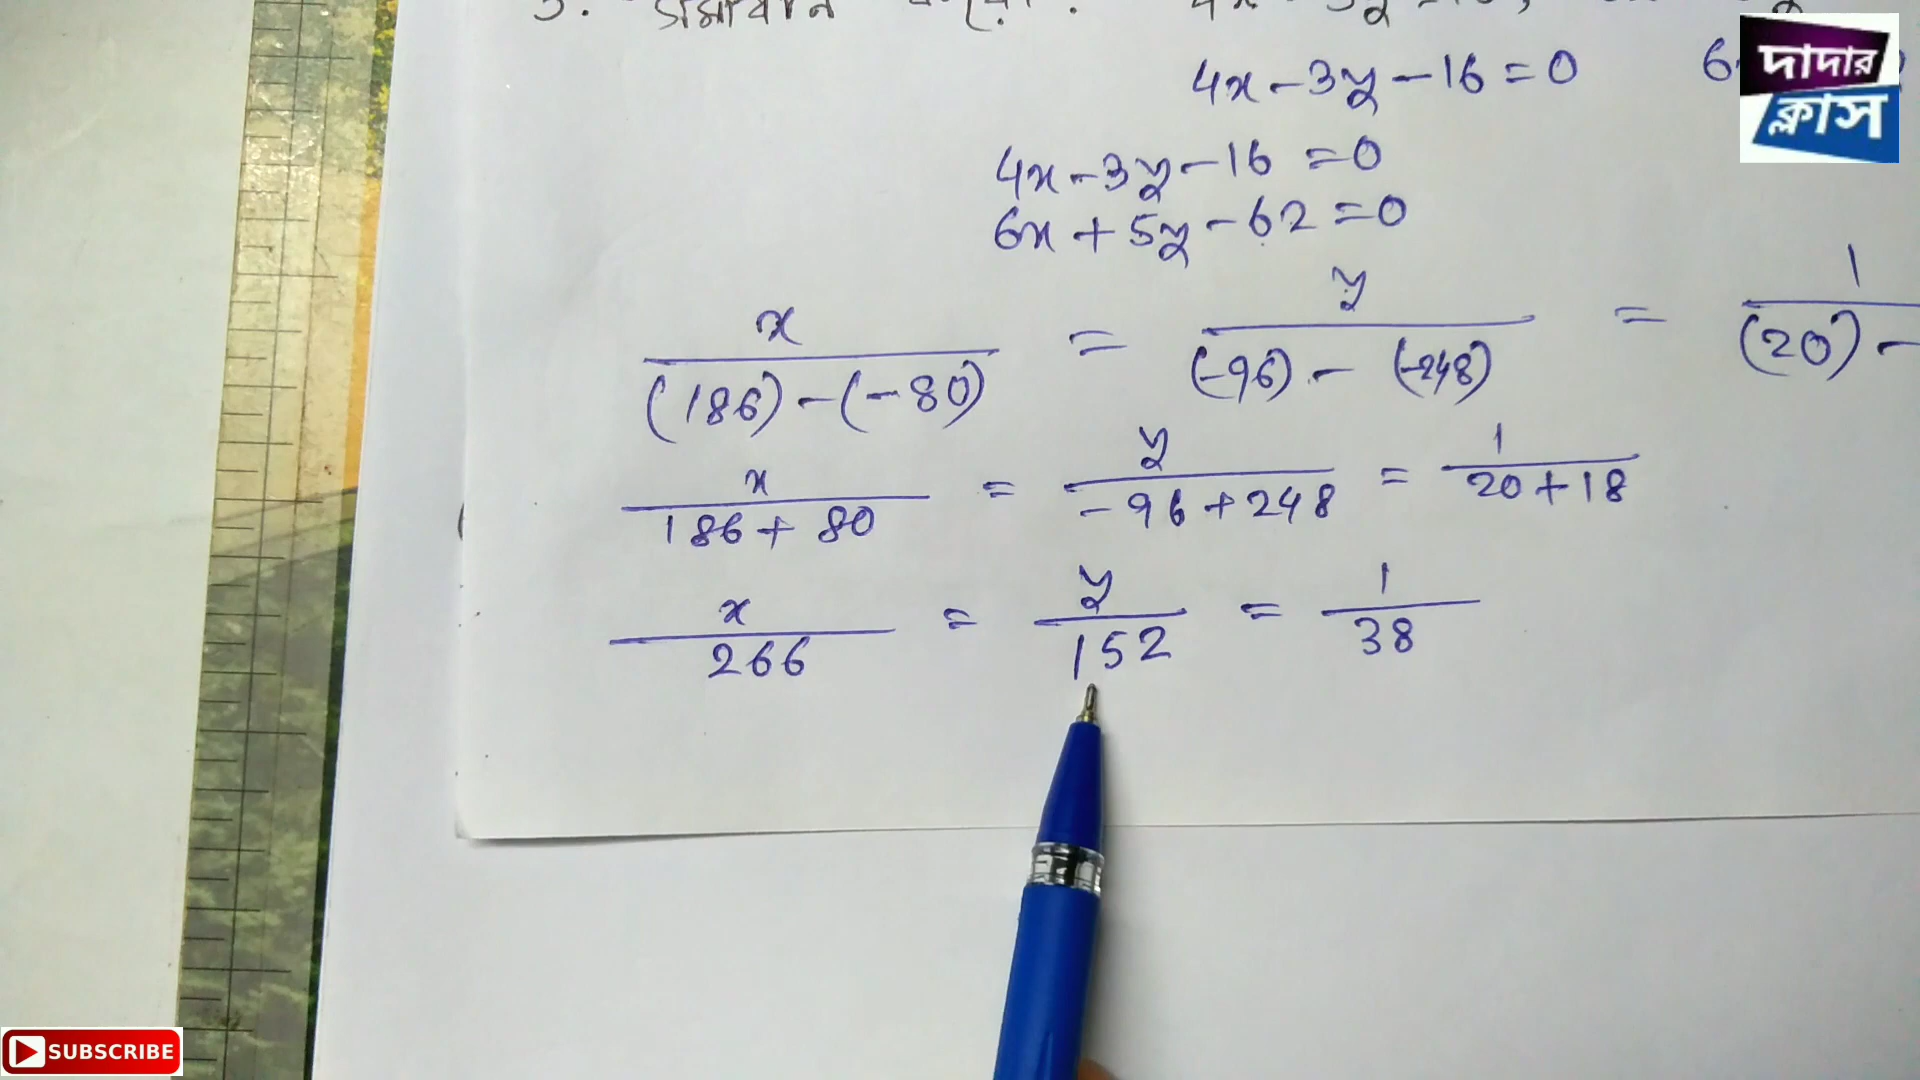 4x - 3y - 16 = 0
4x - 3y - 16 = 0
6x + 5y - 62 = 0
x / (186) - (-80) = y / (-96) - (-248) = 1 / (20) -
x / 186 + 80 = y / -96 + 248 = 1 / 20 + 18
x / 266 = y / 152 = 1 / 38
দাদার
ক্লাস
SUBSCRIBE